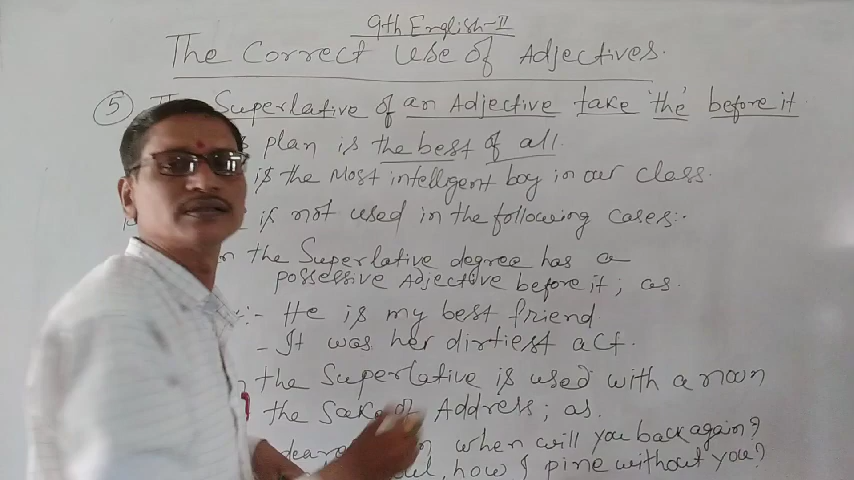 9th English-II
The Correct Use of Adjectives.
5 Superlative of an Adjective take 'the' before it
plan is the best of all.
is the Most intelligent boy in our class.
is not used in the following cases:-
the Superlative degree has a
possessive Adjective before it; as.
:- He is my best friend
- It was her dirtiest act.
the Superlative is used with a noun
the Sake of Address; as.
when will you back again?
, how I pine without you?